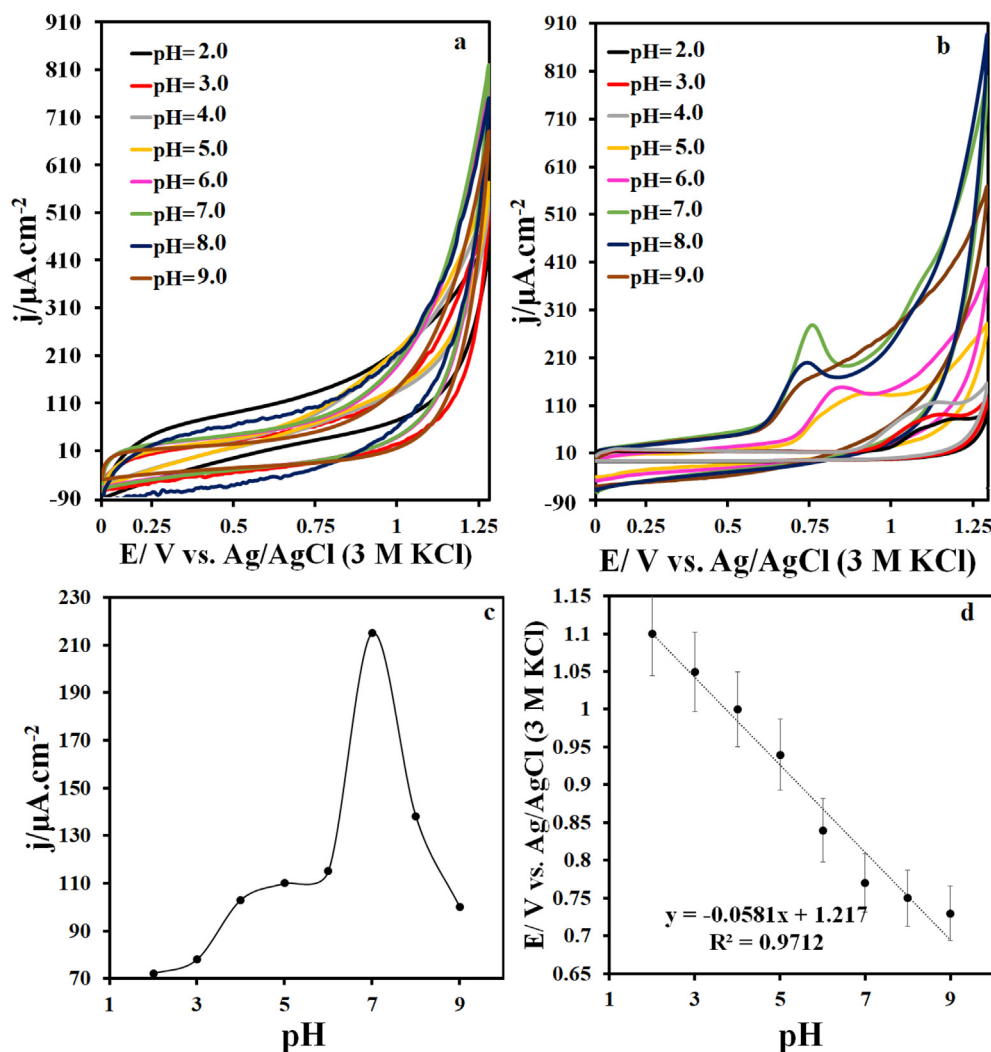 a
910
810
710
610
510
410
310
210
110
10
-90
j/µA.cm-2
pH=2.0
pH=3.0
pH=4.0
pH=5.0
pH=6.0
pH=7.0
pH=8.0
pH=9.0
0 0.25 0.5 0.75 1 1.25
E/ V vs. Ag/AgCl (3 M KCl)
b
910
810
710
610
510
410
310
210
110
10
-90
j/µA.cm-2
pH=2.0
pH=3.0
pH=4.0
pH=5.0
pH=6.0
pH=7.0
pH=8.0
pH=9.0
0 0.25 0.5 0.75 1 1.25
E/ V vs. Ag/AgCl (3 M KCl)
c
230
210
190
170
150
130
110
90
70
j/µA.cm-2
1 3 5 7 9
pH
d
1.15
1.1
1.05
1
0.95
0.9
0.85
0.8
0.75
0.7
0.65
E/ V vs. Ag/AgCl (3 M KCl)
y = -0.0581x + 1.217
R² = 0.9712
1 3 5 7 9
pH